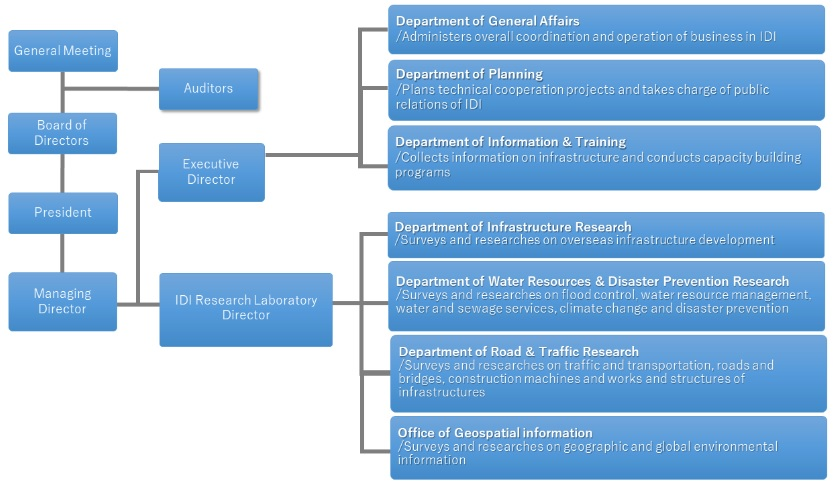 General Meeting
Auditors
Board of
Directors
Executive
Director
President
Managing
Director
IDI Research Laboratory
Director
Department of General Affairs
/Administers overall coordination and operation of business in IDI
Department of Planning
/Plans technical cooperation projects and takes charge of public
relations of IDI
Department of Information & Training
/Collects information on infrastructure and conducts capacity building
programs
Department of Infrastructure Research
/Surveys and researches on overseas infrastructure development
Department of Water Resources & Disaster Prevention Research
/Surveys and researches on flood control, water resource management,
water and sewage services, climate change and disaster prevention
Department of Road & Traffic Research
/Surveys and researches on traffic and transportation, roads and
bridges, construction machines and works and structures of
infrastructures
Office of Geospatial information
/Surveys and researches on geographic and global environmental
information